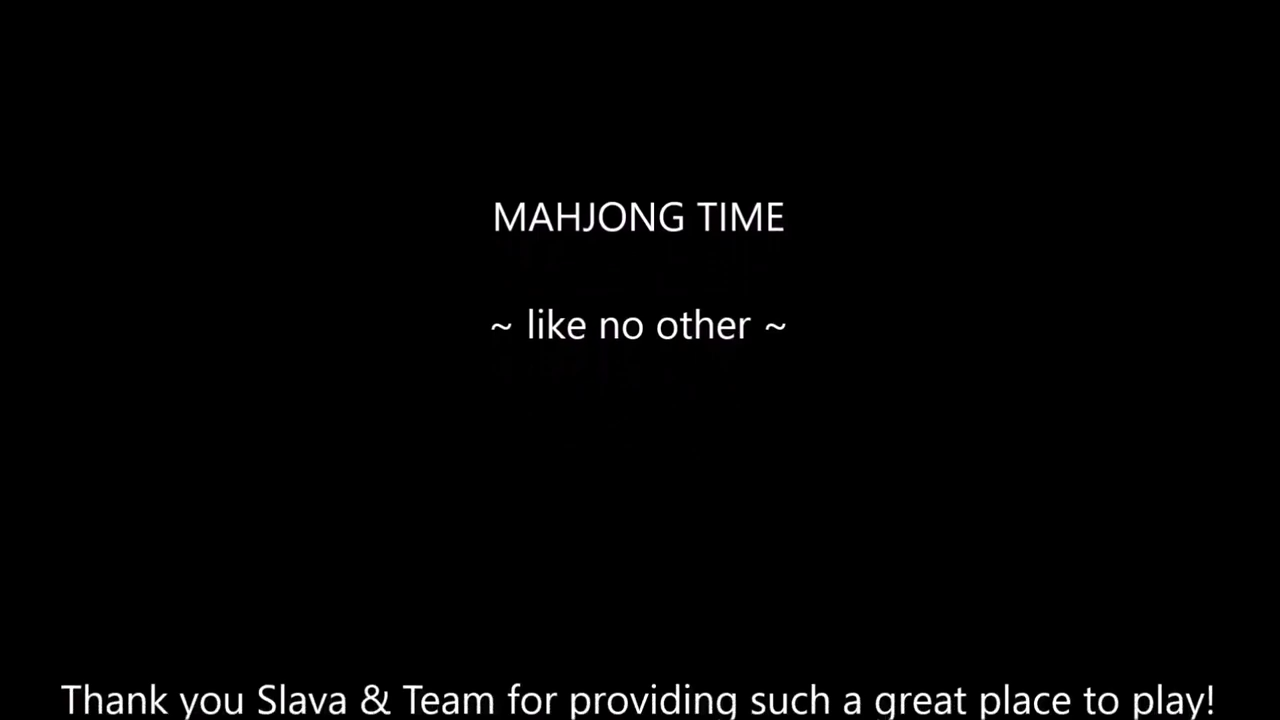 MAHJONG TIME
~ like no other ~
Thank you Slava & Team for providing such a great place to play!